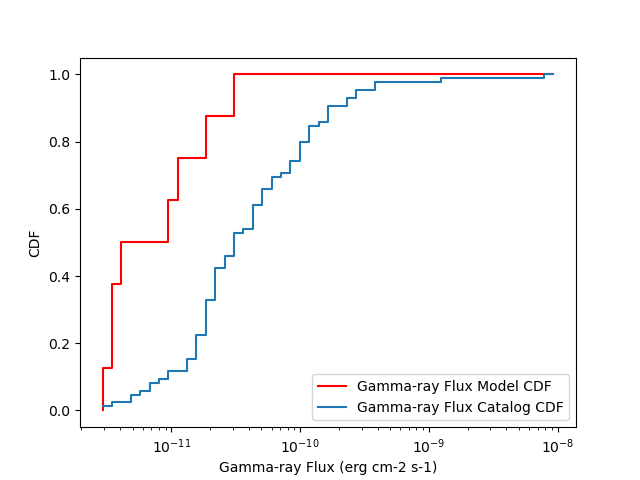 1.0
0.8
0.6
0.4
0.2
0.0
CDF
10⁻¹¹
10⁻¹⁰
10⁻⁹
10⁻⁸
Gamma-ray Flux (erg cm-2 s-1)
Gamma-ray Flux Model CDF
Gamma-ray Flux Catalog CDF